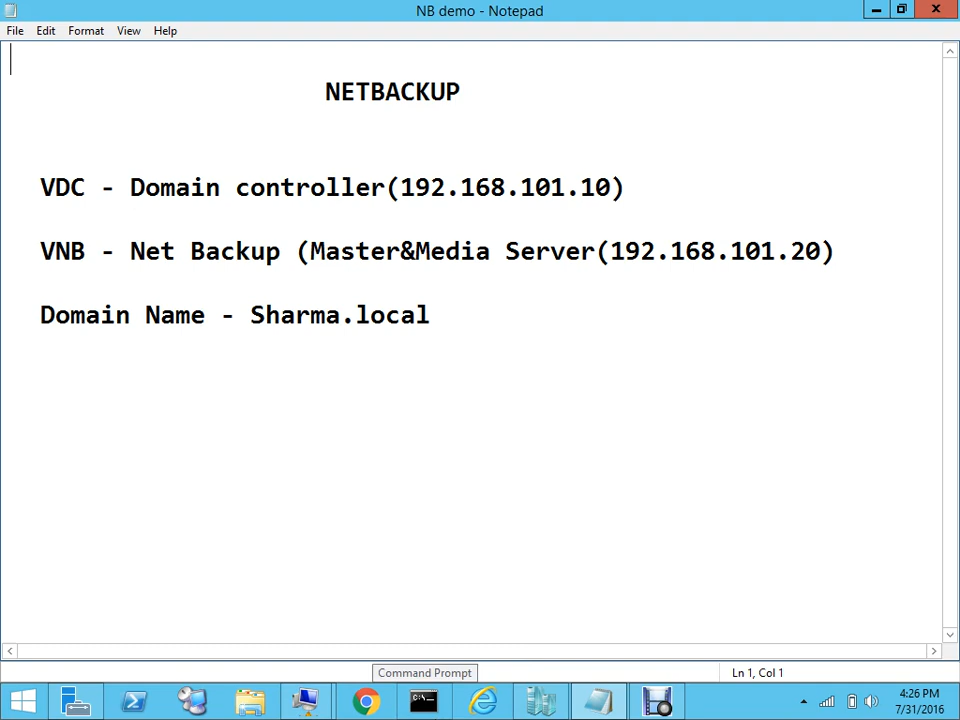 NB demo - Notepad
File Edit Format View Help
NETBACKUP
VDC - Domain controller(192.168.101.10)
VNB - Net Backup (Master&Media Server(192.168.101.20)
Domain Name - Sharma.local
Command Prompt
Ln 1, Col 1
C:\_
4:26 PM
7/31/2016